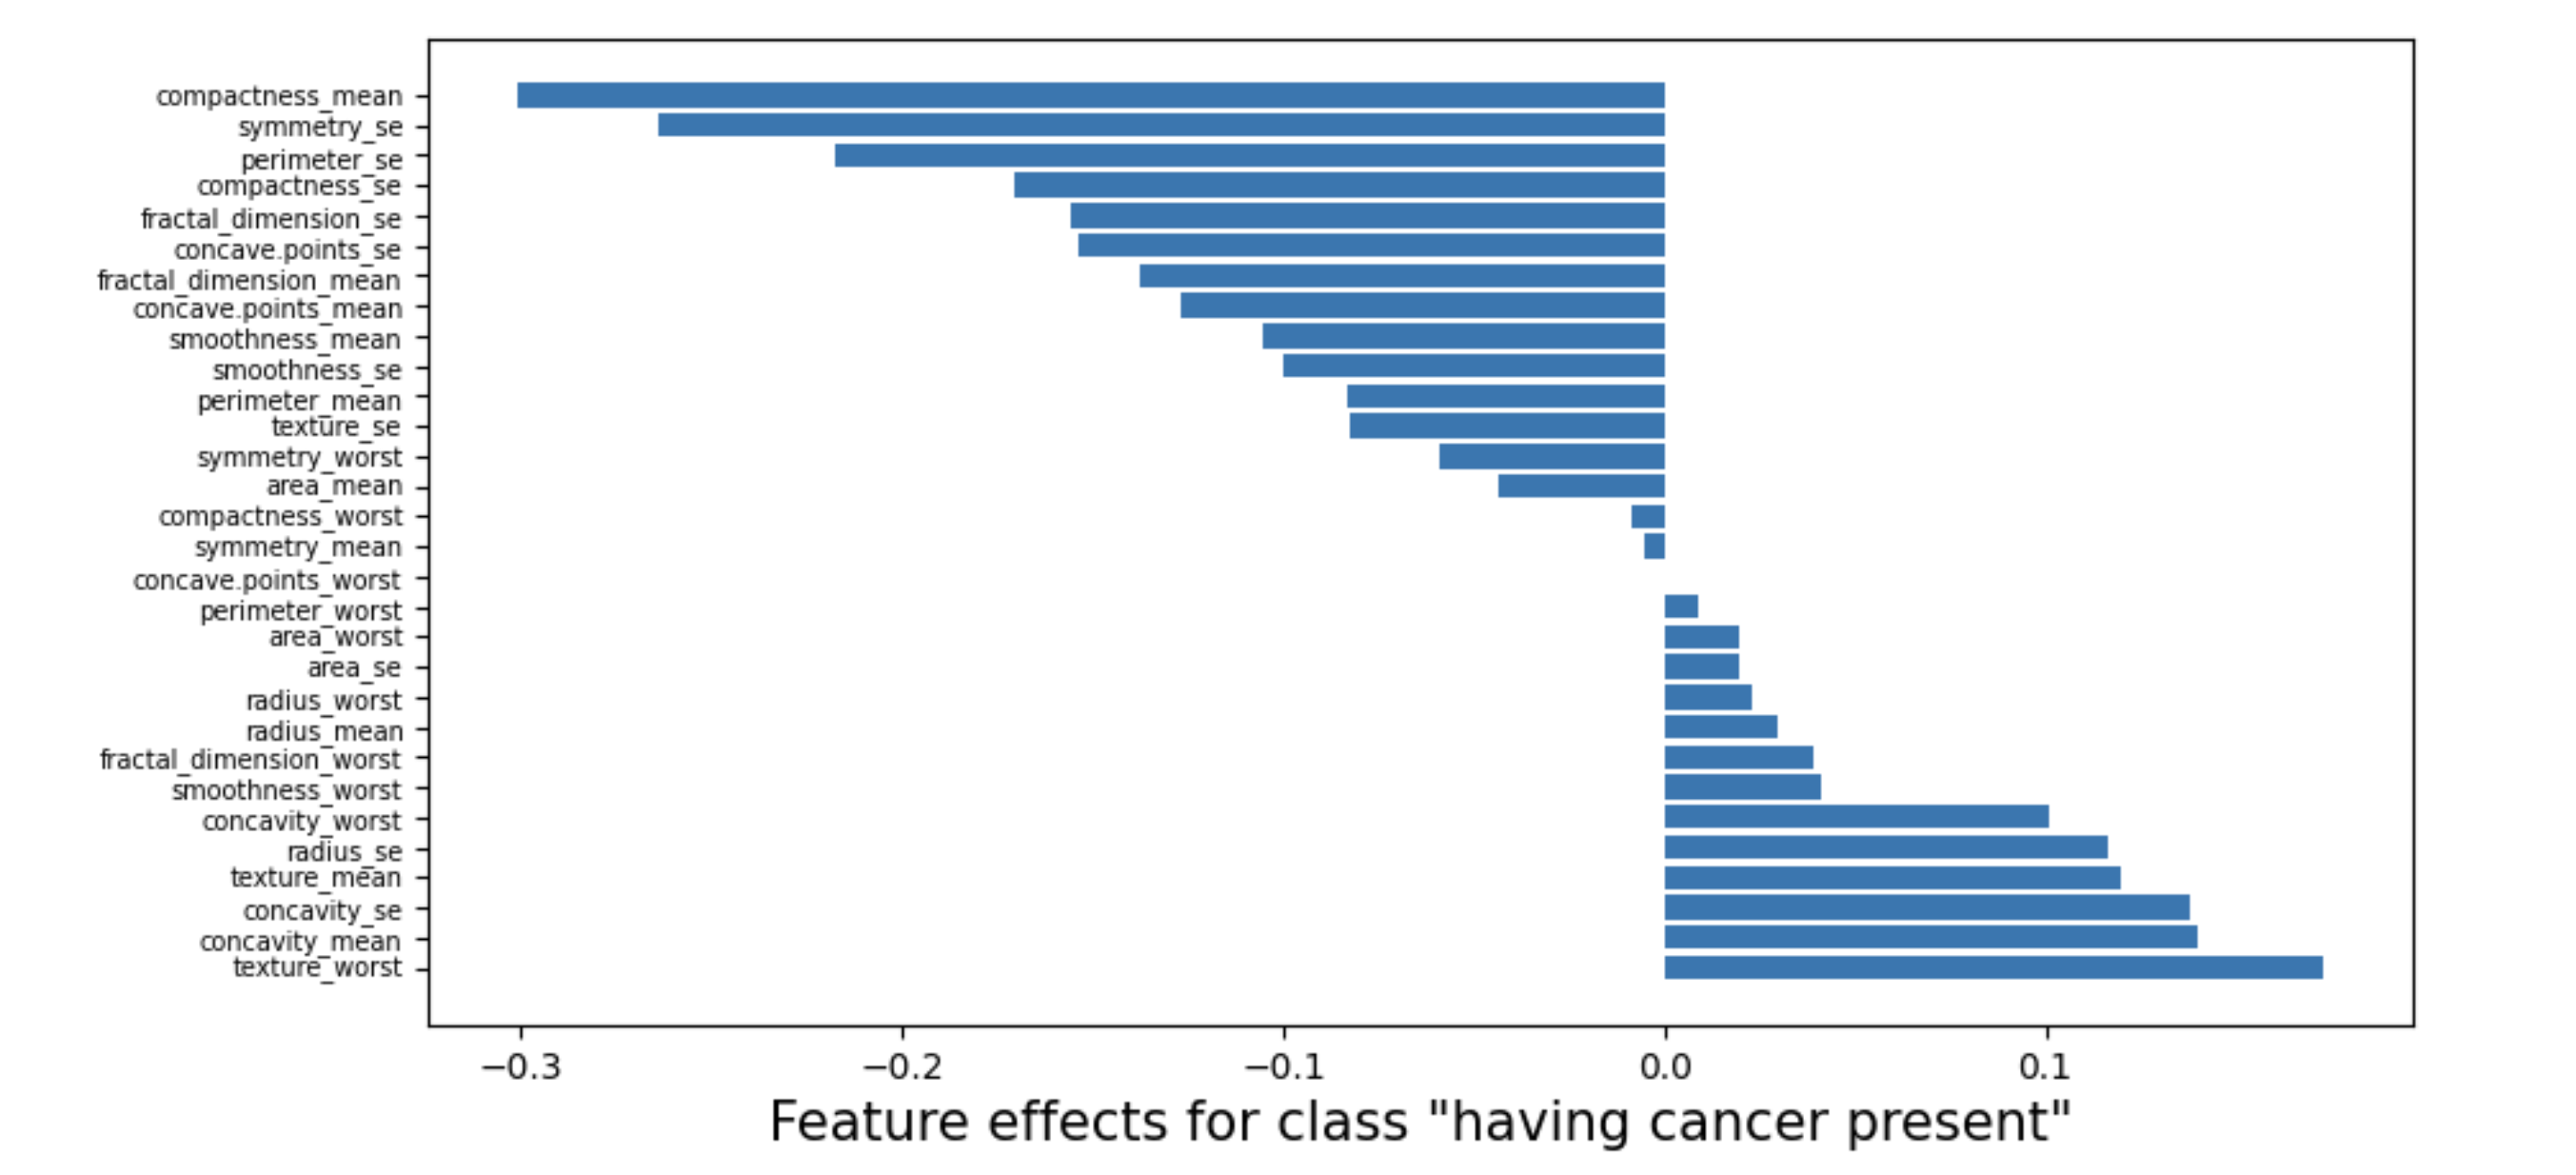 compactness_mean
symmetry_se
perimeter_se
compactness_se
fractal_dimension_se
concave.points_se
fractal_dimension_mean
concave.points_mean
smoothness_mean
smoothness_se
perimeter_mean
texture_se
symmetry_worst
area_mean
compactness_worst
symmetry_mean
concave.points_worst
perimeter_worst
area_worst
area_se
radius_worst
radius_mean
fractal_dimension_worst
smoothness_worst
concavity_worst
radius_se
texture_mean
concavity_se
concavity_mean
texture_worst
−0.3 −0.2 −0.1 0.0 0.1
Feature effects for class "having cancer present"